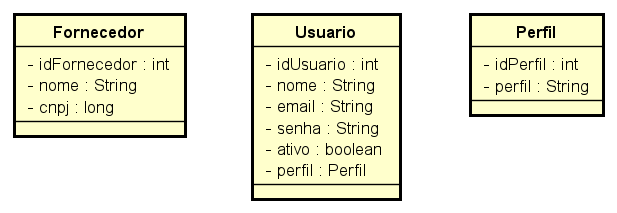 Fornecedor
- idFornecedor : int
- nome : String
- cnpj : long
Usuario
- idUsuario : int
- nome : String
- email : String
- senha : String
- ativo : boolean
- perfil : Perfil
Perfil
- idPerfil : int
- perfil : String